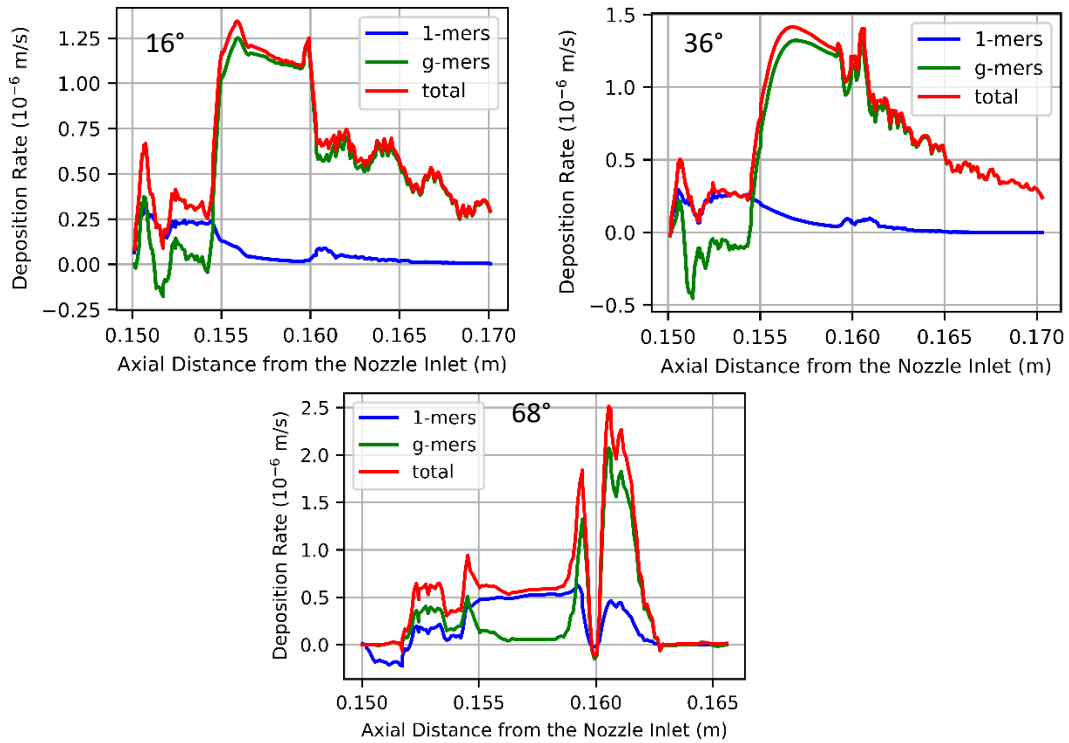 16°
1-mers
g-mers
total
1.25
1.00
0.75
0.50
0.25
0.00
−0.25
Deposition Rate (10⁻⁶ m/s)
0.150 0.155 0.160 0.165 0.170
Axial Distance from the Nozzle Inlet (m)
36°
1-mers
g-mers
total
1.5
1.0
0.5
0.0
−0.5
Deposition Rate (10⁻⁶ m/s)
0.150 0.155 0.160 0.165 0.170
Axial Distance from the Nozzle Inlet (m)
68°
1-mers
g-mers
total
2.5
2.0
1.5
1.0
0.5
0.0
Deposition Rate (10⁻⁶ m/s)
0.150 0.155 0.160 0.165
Axial Distance from the Nozzle Inlet (m)